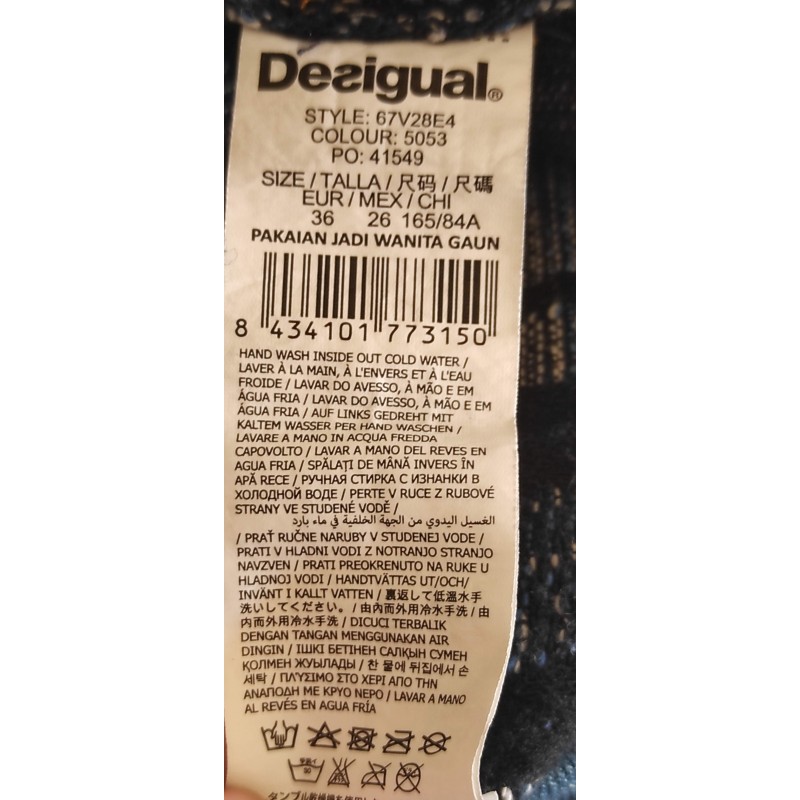 Desigual®
STYLE: 67V28E4
COLOUR: 5053
PO: 41549
SIZE / TALLA / 尺码 / 尺碼
EUR / MEX / CHI
36 26 165/84A
PAKAIAN JADI WANITA GAUN
8 434101 773150
HAND WASH INSIDE OUT COLD WATER /
LAVER À LA MAIN, À L'ENVERS ET À L'EAU
FROIDE / LAVAR DO AVESSO, À MÃO E EM
ÁGUA FRIA / LAVAR DO AVESSO, À MÃO E EM
ÁGUA FRIA / AUF LINKS GEDREHT MIT
KALTEM WASSER PER HAND WASCHEN /
LAVARE A MANO IN ACQUA FREDDA
CAPOVOLTO / LAVAR A MANO DEL REVES EN
AGUA FRIA / SPĂLAȚI DE MÂNĂ INVERS ÎN
APĂ RECE / РУЧНАЯ СТИРКА С ИЗНАНКИ В
ХОЛОДНОЙ ВОДЕ / PERTE V RUCE Z RUBOVÉ
STRANY VE STUDENÉ VODĚ /
الغسيل اليدوي من الجهة الخلفية في ماء بارد
/ PRAŤ RUČNE NARUBY V STUDENEJ VODE /
PRATI V HLADNI VODI Z NOTRANJO STRANJO
NAVZVEN / PRATI PREOKRENUTO NA RUKE U
HLADNOJ VODI / HANDTVÄTTAS UT/OCH/
INVÄNT I KALLT VATTEN / 裏返して低溫水手
洗いしてください。 / 由內而外用冷水手洗 / 由
内而外用冷水手洗 / DICUCI TERBALIK
DENGAN TANGAN MENGGUNAKAN AIR
DINGIN / ІШКІ БЕТІНЕН САЛҚЫН СУМЕН
ҚОЛМЕН ЖУЫЛАДЫ / 찬 물에 뒤집에서 손
세탁 / ΠΛΎΣΙΜΟ ΣΤΟ ΧΕΡΙ ΑΠΟ ΤΗΝ
ΑΝΑΠΟΔΗ ΜΕ ΚΡΥΟ ΝΕΡΟ / LAVAR A MANO
AL REVÉS EN AGUA FRÍA